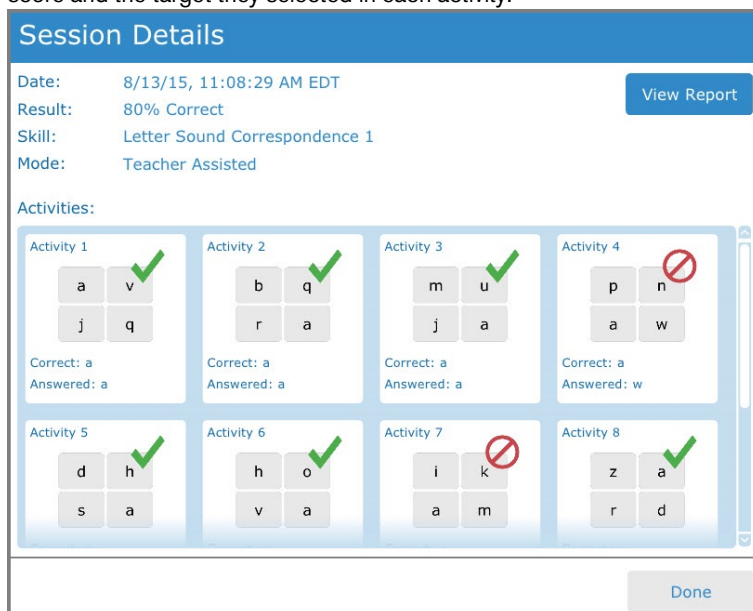 score and the target they selected in each activity.
Session Details
Date: 8/13/15, 11:08:29 AM EDT
View Report
Result: 80% Correct
Skill: Letter Sound Correspondence 1
Mode: Teacher Assisted
Activities:
Activity 1 Activity 2 Activity 3 Activity 4
a v b q m u p n
j q r a j a a w
Correct: a Correct: a Correct: a Correct: a
Answered: a Answered: a Answered: a Answered: w
Activity 5 Activity 6 Activity 7 Activity 8
d h h o i k z a
s a v a a m r d
Done